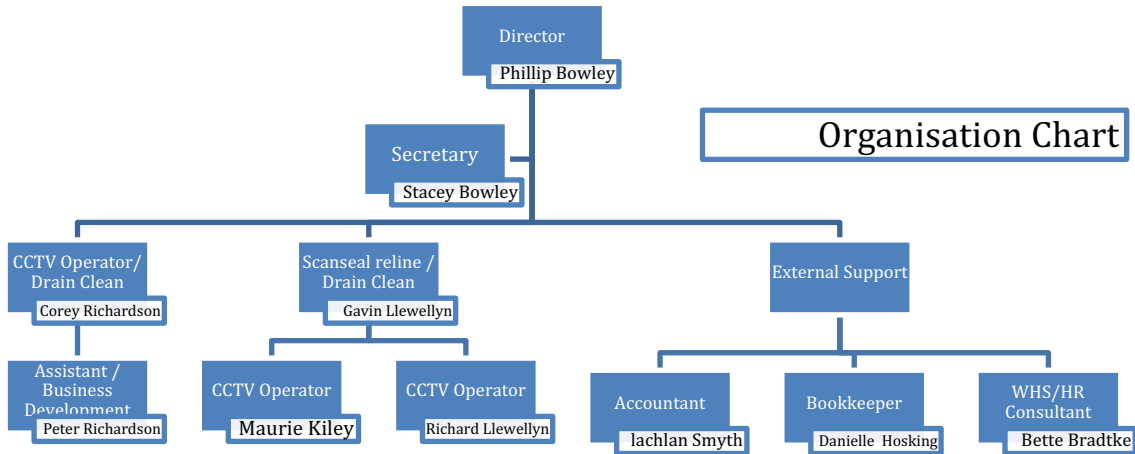 Director
Phillip Bowley
Organisation Chart
Secretary
Stacey Bowley
CCTV Operator/
Drain Clean
Corey Richardson
Scanseal reline /
Drain Clean
Gavin Llewellyn
External Support
Assistant /
Business
Development
Peter Richardson
CCTV Operator
Maurie Kiley
CCTV Operator
Richard Llewellyn
Accountant
lachlan Smyth
Bookkeeper
Danielle Hosking
WHS/HR
Consultant
Bette Bradtke